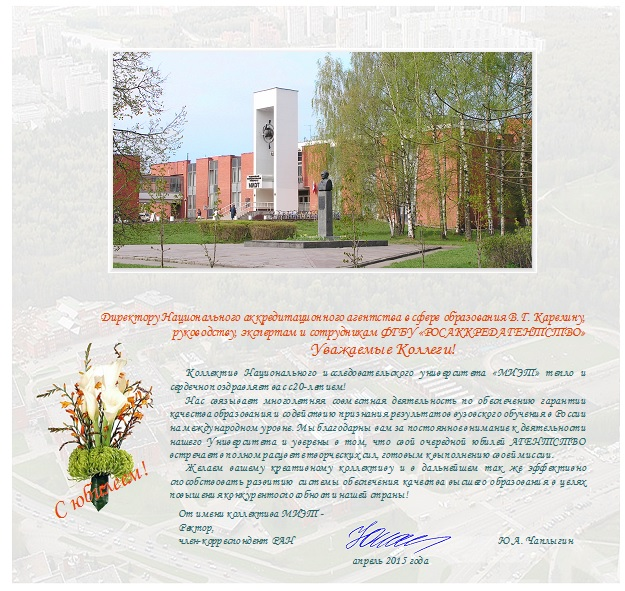 МИЭТ
Директору Национального аккредитационного агентства в сфере образования В. Г. Карелину,
руководству, экспертам и сотрудникам ФГБУ «РОСАККРЕДАГЕНТСТВО»
Уважаемые Коллеги!
Коллектив Национального исследовательского университета «МИЭТ» тепло и
сердечно поздравляет вас с 20-летием!
Нас связывает многолетняя совместная деятельность по обеспечению гарантии
качества образования и содействию признания результатов вузовского обучения в России
на международном уровне. Мы благодарны вам за постоянное внимание к деятельности
нашего Университета и уверены в том, что свой очередной юбилей АГЕНТСТВО
встречает в полном расцвете творческих сил, готовым к выполнению своей миссии.
Желаем вашему креативному коллективу и в дальнейшем так же эффективно
способствовать развитию системы обеспечения качества высшего образования в целях
повышения конкурентоспособности нашей страны!
С юбилеем!
От имени коллектива МИЭТ -
Ректор,
член-корреспондент РАН Ю.А. Чаплыгин
апрель 2015 года